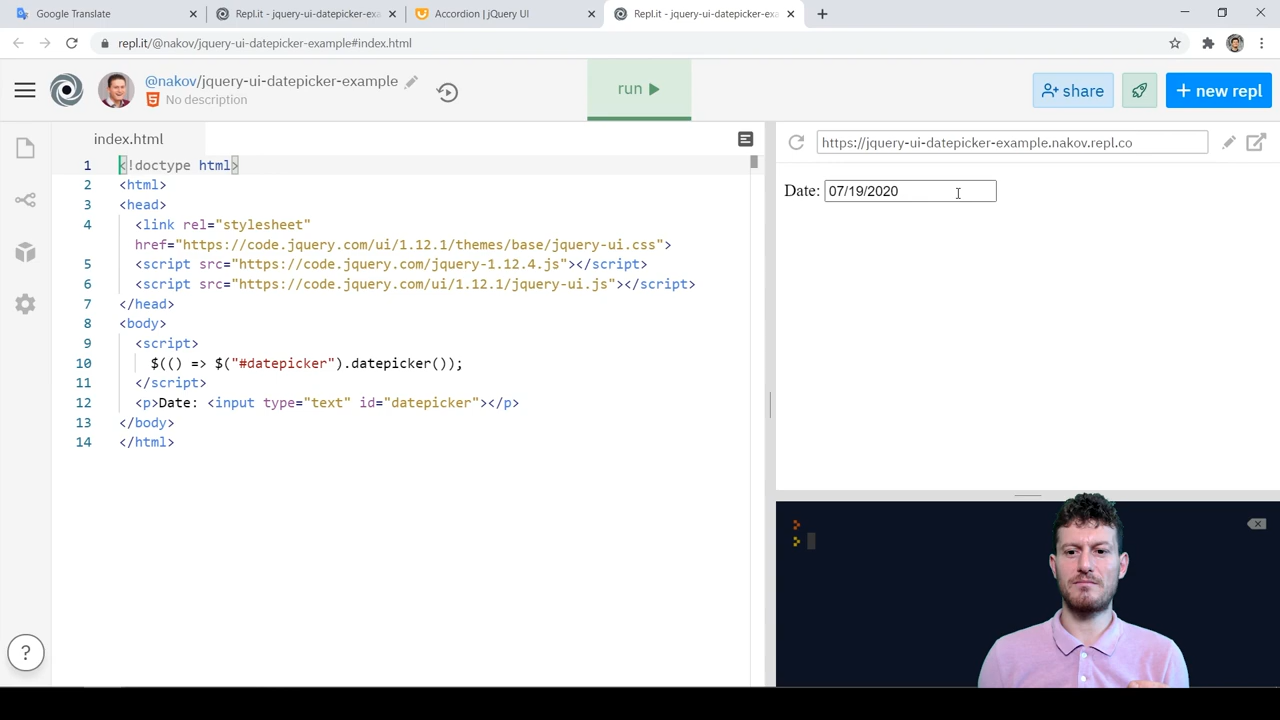 Google Translate
Repl.it - jquery-ui-datepicker-exa
Accordion | jQuery UI
Repl.it - jquery-ui-datepicker-exa
repl.it/@nakov/jquery-ui-datepicker-example#index.html
@nakov/jquery-ui-datepicker-example
No description
run
share
+ new repl
index.html
https://jquery-ui-datepicker-example.nakov.repl.co
1 <!doctype html>
2 <html>
3 <head>
4 <link rel="stylesheet"
href="https://code.jquery.com/ui/1.12.1/themes/base/jquery-ui.css">
5 <script src="https://code.jquery.com/jquery-1.12.4.js"></script>
6 <script src="https://code.jquery.com/ui/1.12.1/jquery-ui.js"></script>
7 </head>
8 <body>
9 <script>
10 $(() => $("#datepicker").datepicker());
11 </script>
12 <p>Date: <input type="text" id="datepicker"></p>
13 </body>
14 </html>
Date: 07/19/2020
?